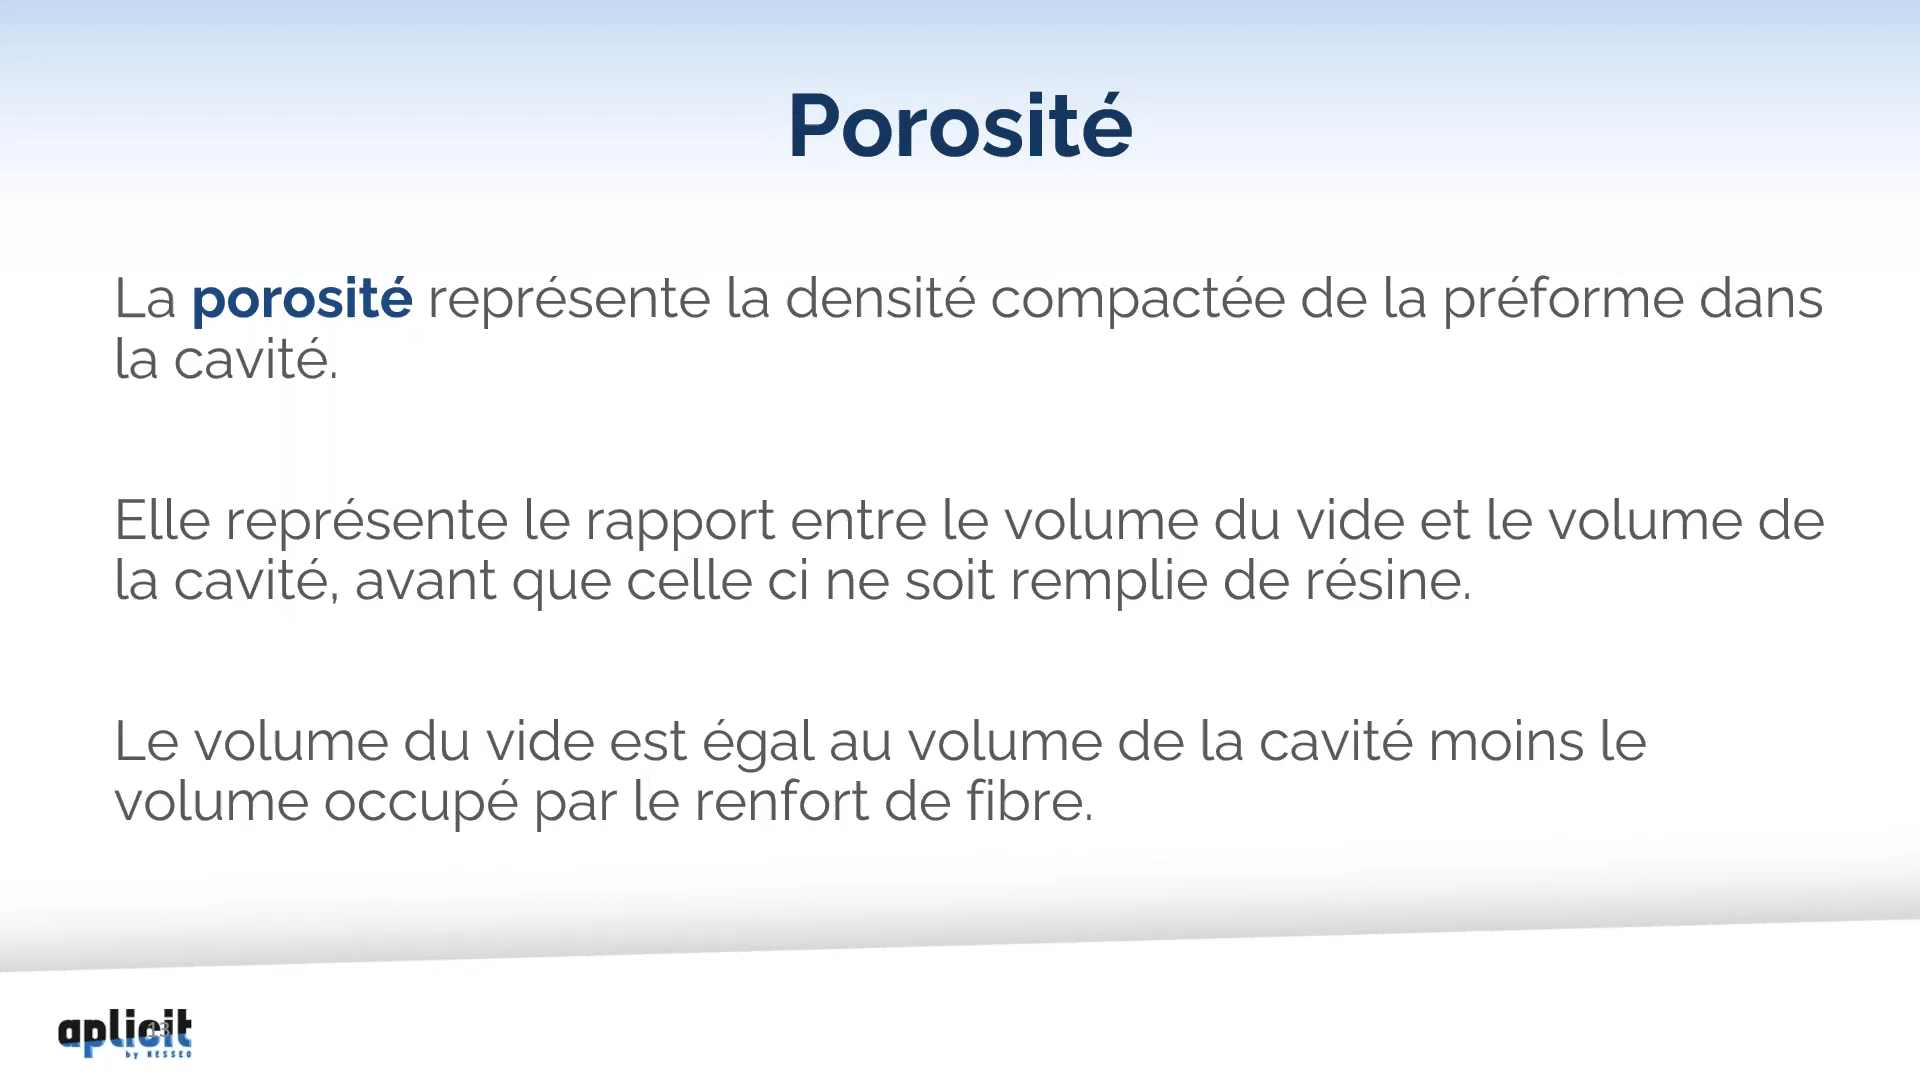 Porosité
La porosité représente la densité compactée de la préforme dans
la cavité.
Elle représente le rapport entre le volume du vide et le volume de
la cavité, avant que celle ci ne soit remplie de résine.
Le volume du vide est égal au volume de la cavité moins le
volume occupé par le renfort de fibre.
aplicit
13
by NESSEO